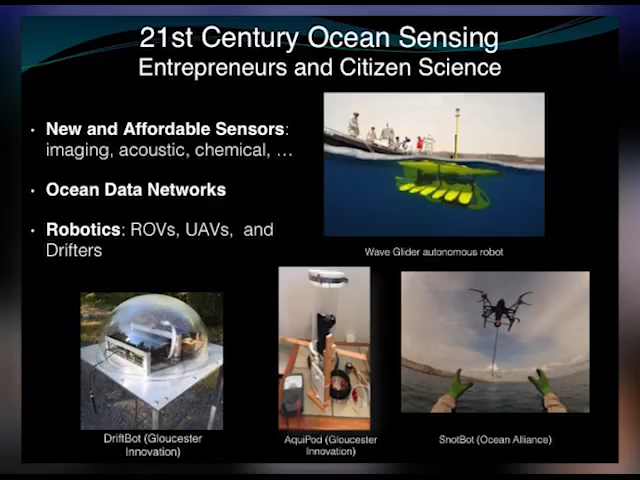 21st Century Ocean Sensing
Entrepreneurs and Citizen Science
• New and Affordable Sensors:
imaging, acoustic, chemical, …
• Ocean Data Networks
• Robotics: ROVs, UAVs, and
Drifters
Wave Glider autonomous robot
DriftBot (Gloucester
Innovation)
AquiPod (Gloucester
Innovation)
SnotBot (Ocean Alliance)